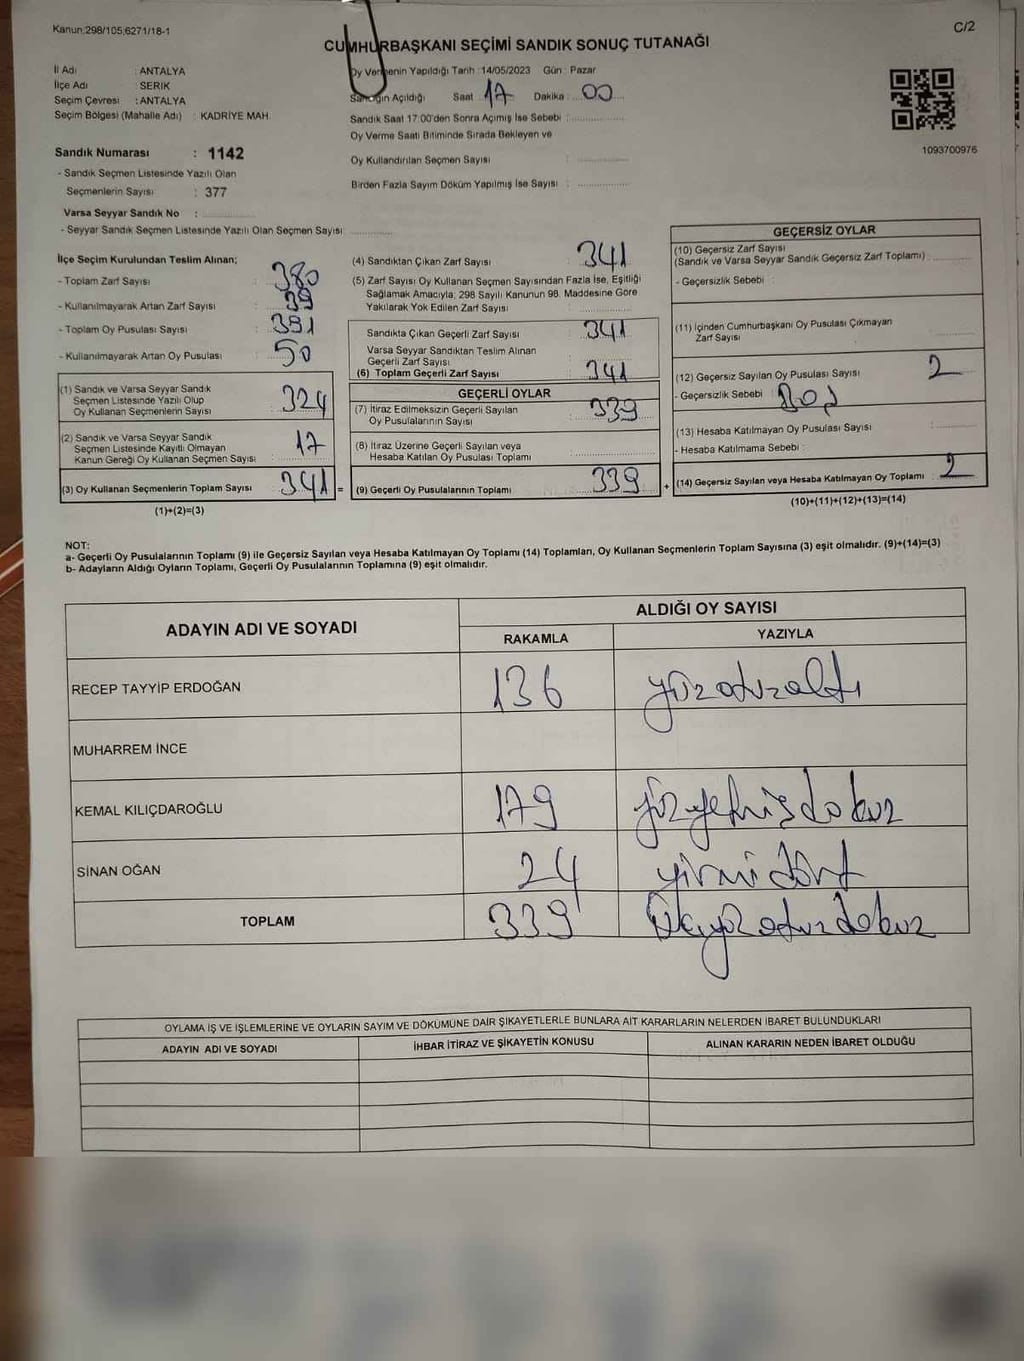 Kanun;298/105,6271/18-1
C/2
CUMHURBAŞKANI SEÇİMİ SANDIK SONUÇ TUTANAĞI
İl Adı : ANTALYA
İlçe Adı : SERİK
Seçim Çevresi : ANTALYA
Seçim Bölgesi (Mahalle Adı) : KADRİYE MAH.
Oy Vermenin Yapıldığı Tarih :14/05/2023 Gün : Pazar
Sandığın Açıldığı Saat 17 Dakika : 00
Sandık Saat 17:00'den Sonra Açımış İse Sebebi :
Oy Verme Saati Bitiminde Sırada Bekleyen ve
Oy Kullandırılan Seçmen Sayısı :
Birden Fazla Sayım Döküm Yapılmış İse Sayısı :
1093700976
Sandık Numarası : 1142
- Sandık Seçmen Listesinde Yazılı Olan
Seçmenlerin Sayısı : 377
Varsa Seyyar Sandık No :
- Seyyar Sandık Seçmen Listesinde Yazılı Olan Seçmen Sayısı:
İlçe Seçim Kurulundan Teslim Alınan;
- Toplam Zarf Sayısı : 380
- Kullanılmayarak Artan Zarf Sayısı : 39
- Toplam Oy Pusulası Sayısı : 391
- Kullanılmayarak Artan Oy Pusulası : 50
(1) Sandık ve Varsa Seyyar Sandık
Seçmen Listesinde Yazılı Olup
Oy Kullanan Seçmenlerin Sayısı : 324
(2) Sandık ve Varsa Seyyar Sandık
Seçmen Listesinde Kayıtlı Olmayan
Kanun Gereği Oy Kullanan Seçmen Sayısı : 17
(3) Oy Kullanan Seçmenlerin Toplam Sayısı : 341 =
(1)+(2)=(3)
(4) Sandıktan Çıkan Zarf Sayısı : 341
(5) Zarf Sayısı Oy Kullanan Seçmen Sayısından Fazla İse, Eşitliği
Sağlamak Amacıyla; 298 Sayılı Kanunun 98. Maddesine Göre
Yakılarak Yok Edilen Zarf Sayısı :
Sandıkta Çıkan Geçerli Zarf Sayısı : 341
Varsa Seyyar Sandıktan Teslim Alınan
Geçerli Zarf Sayısı
(6) Toplam Geçerli Zarf Sayısı : 341
GEÇERLİ OYLAR
(7) İtiraz Edilmeksizin Geçerli Sayılan
Oy Pusulalarının Sayısı : 339
(8) İtiraz Üzerine Geçerli Sayılan veya
Hesaba Katılan Oy Pusulası Toplamı :
(9) Geçerli Oy Pusulalarının Toplamı : 339 +
GEÇERSİZ OYLAR
(10) Geçersiz Zarf Sayısı
(Sandık ve Varsa Seyyar Sandık Geçersiz Zarf Toplamı) :
- Geçersizlik Sebebi :
(11) İçinden Cumhurbaşkanı Oy Pusulası Çıkmayan
Zarf Sayısı :
(12) Geçersiz Sayılan Oy Pusulası Sayısı : 2
- Geçersizlik Sebebi : Boş
(13) Hesaba Katılmayan Oy Pusulası Sayısı :
- Hesaba Katılmama Sebebi :
(14) Geçersiz Sayılan veya Hesaba Katılmayan Oy Toplamı : 2
(10)+(11)+(12)+(13)=(14)
NOT:
a- Geçerli Oy Pusulalarının Toplamı (9) ile Geçersiz Sayılan veya Hesaba Katılmayan Oy Toplamı (14) Toplamları, Oy Kullanan Seçmenlerin Toplam Sayısına (3) eşit olmalıdır. (9)+(14)=(3)
b- Adayların Aldığı Oyların Toplamı, Geçerli Oy Pusulalarının Toplamına (9) eşit olmalıdır.
ADAYIN ADI VE SOYADI
ALDIĞI OY SAYISI
RAKAMLA YAZIYLA
RECEP TAYYİP ERDOĞAN 136 yüzotuzaltı
MUHARREM İNCE
KEMAL KILIÇDAROĞLU 179 yüzyetmişdokuz
SİNAN OĞAN 24 yirmidört
TOPLAM 339 Üçyüzotuzdokuz
OYLAMA İŞ VE İŞLEMLERİNE VE OYLARIN SAYIM VE DÖKÜMÜNE DAİR ŞİKAYETLERLE BUNLARA AİT KARARLARIN NELERDEN İBARET BULUNDUKLARI
ADAYIN ADI VE SOYADI İHBAR İTİRAZ VE ŞİKAYETİN KONUSU ALINAN KARARIN NEDEN İBARET OLDUĞU